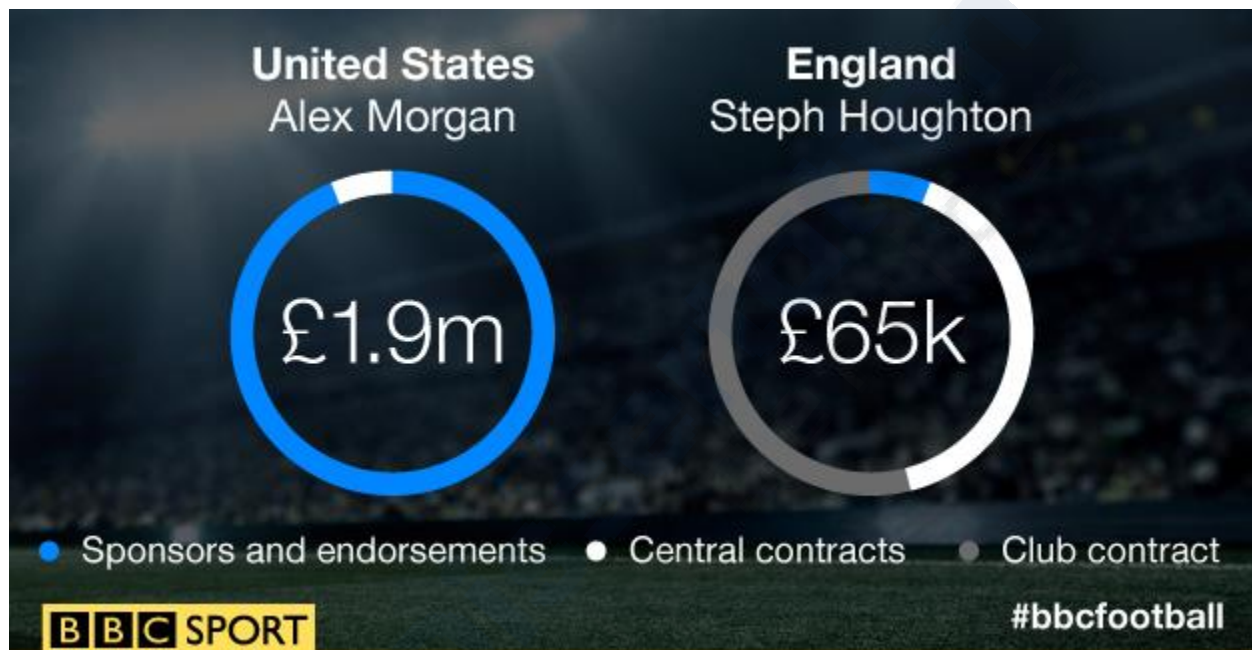 United States
Alex Morgan
£1.9m
England
Steph Houghton
£65k
Sponsors and endorsements
Central contracts
Club contract
BBC SPORT
#bbcfootball